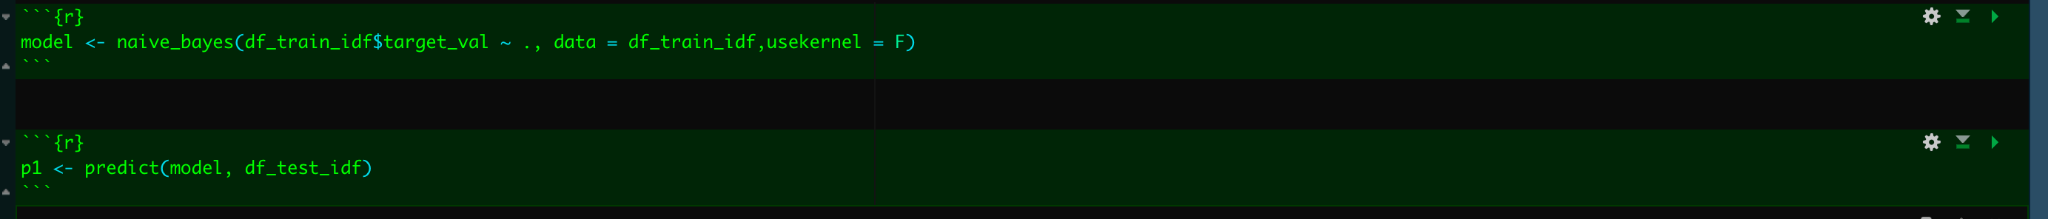 ```{r}
model <- naive_bayes(df_train_idf$target_val ~ ., data = df_train_idf,usekernel = F)
```
```{r}
p1 <- predict(model, df_test_idf)
```